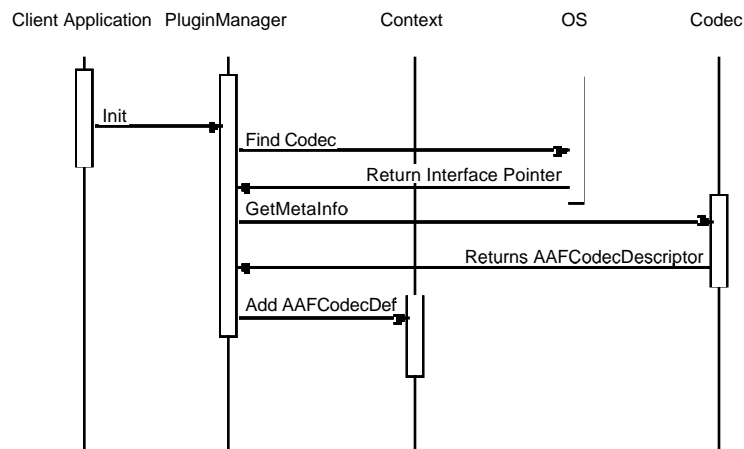 Client Application
PluginManager
Context
OS
Codec
Init
Find Codec
Return Interface Pointer
GetMetaInfo
Returns AAFCodecDescriptor
Add AAFCodecDef